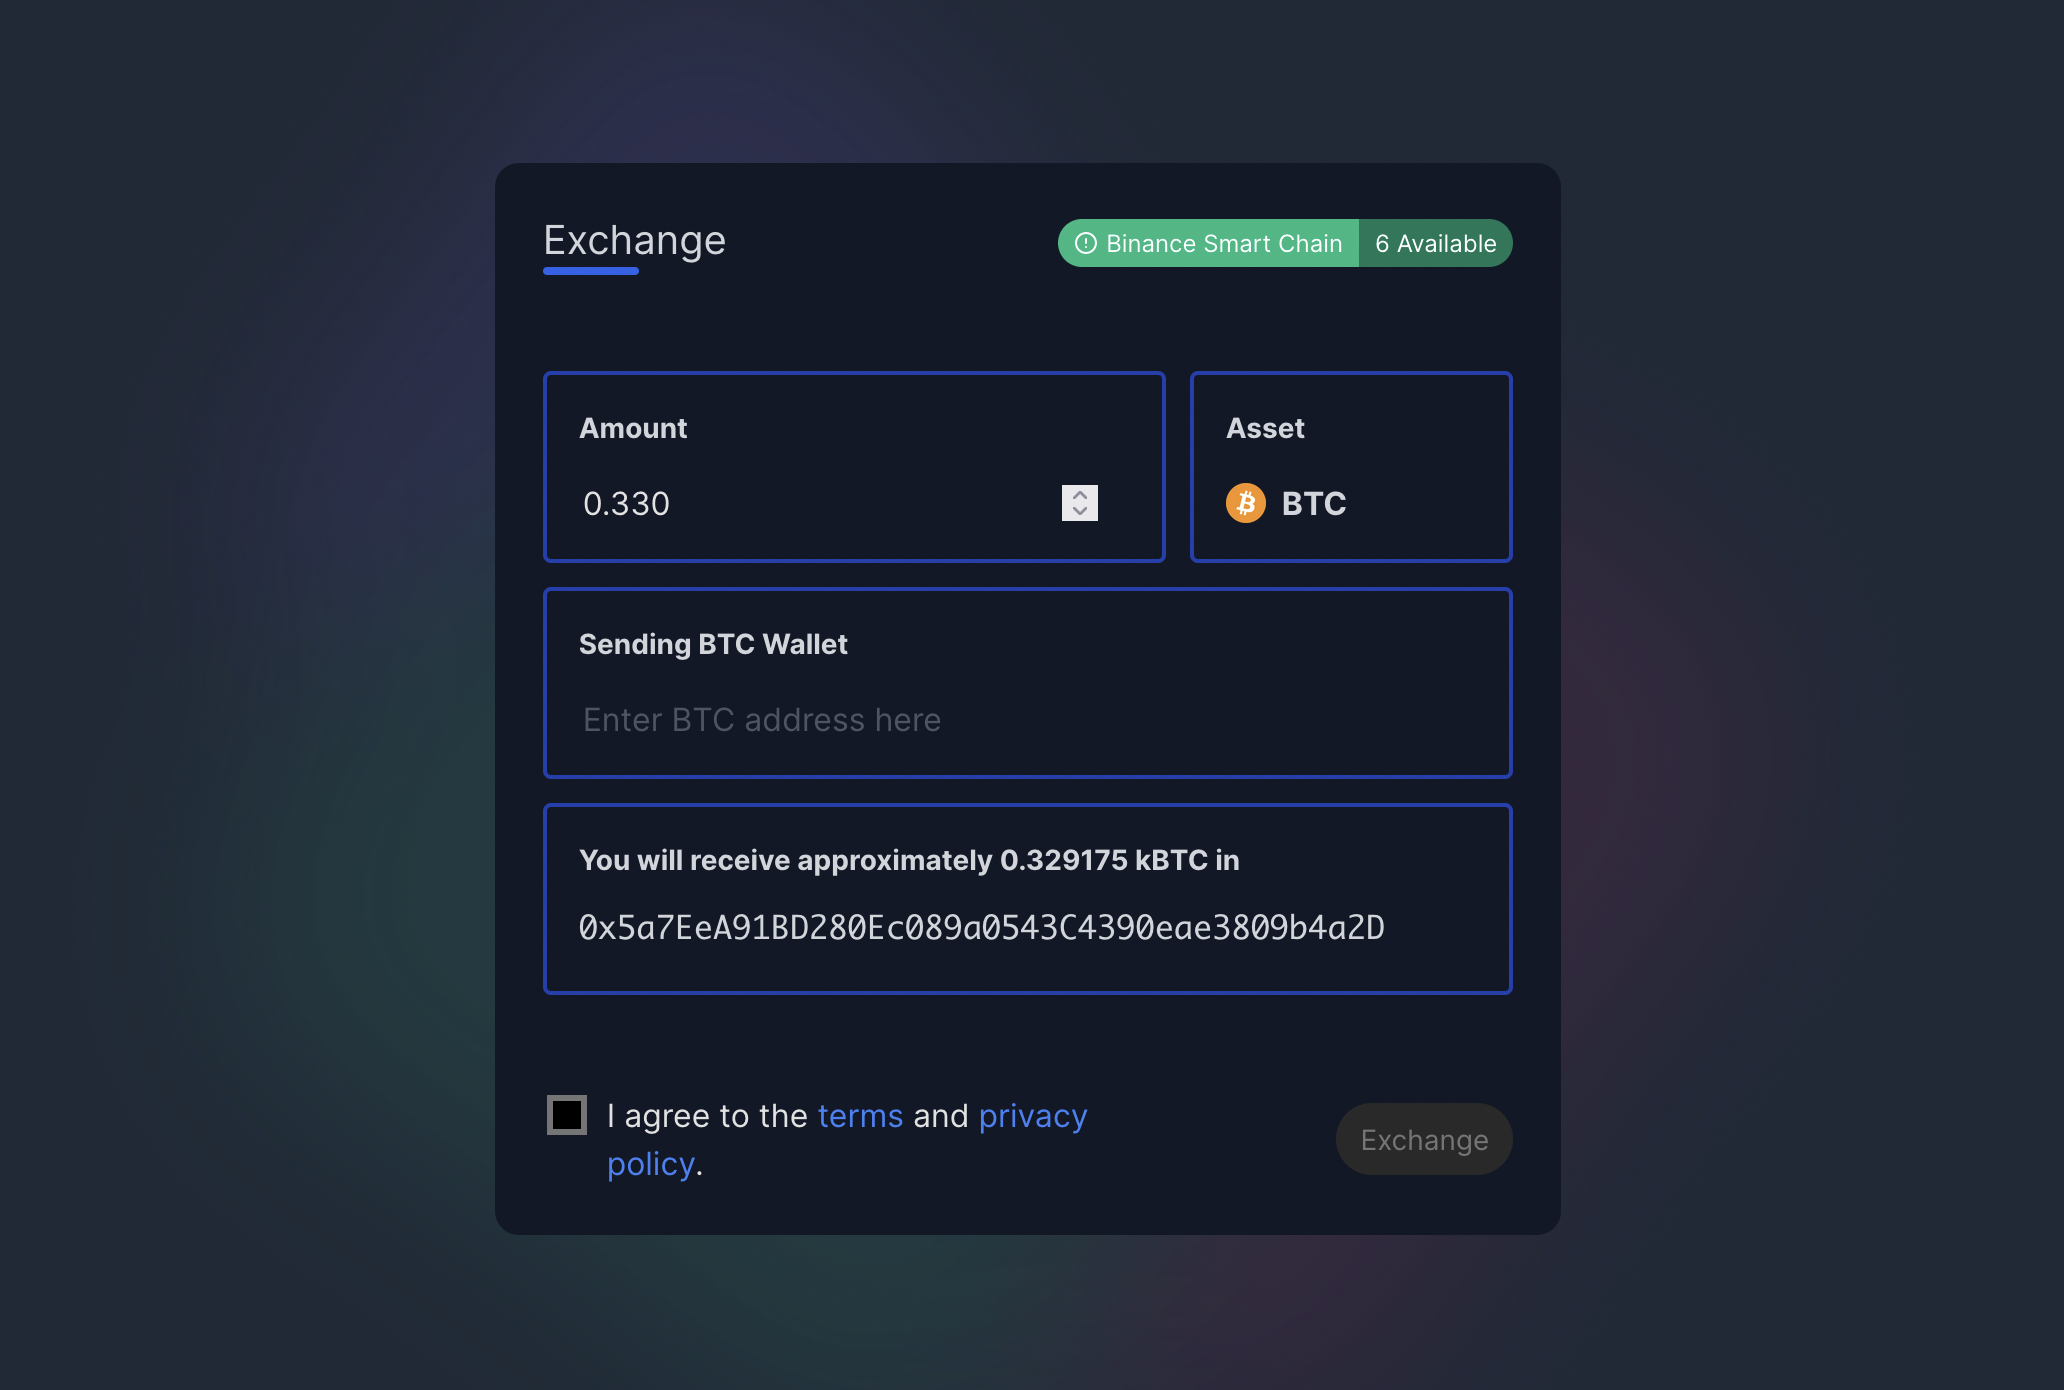 Exchange
Binance Smart Chain 6 Available
Amount
0.330
Asset
BTC
Sending BTC Wallet
Enter BTC address here
You will receive approximately 0.329175 kBTC in
0x5a7EeA91BD280Ec089a0543C4390eae3809b4a2D
I agree to the terms and privacy
policy.
Exchange